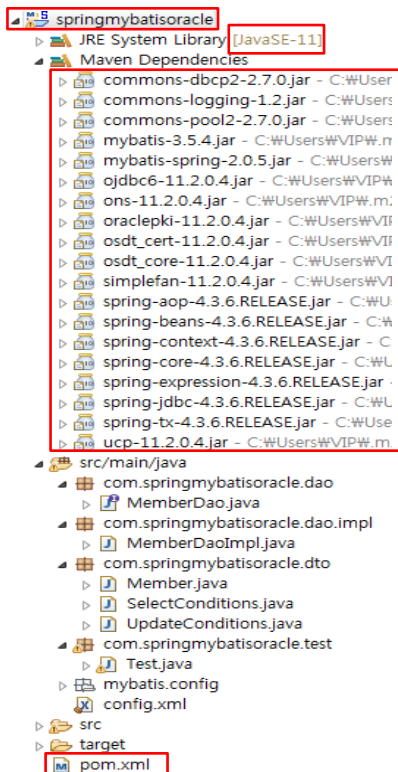 springmybatisoracle
JRE System Library [JavaSE-11]
Maven Dependencies
commons-dbcp2-2.7.0.jar - C:₩User
commons-logging-1.2.jar - C:₩Users
commons-pool2-2.7.0.jar - C:₩Users
mybatis-3.5.4.jar - C:₩Users₩VIP₩.m
mybatis-spring-2.0.5.jar - C:₩Users₩
ojdbc6-11.2.0.4.jar - C:₩Users₩VIP₩
ons-11.2.0.4.jar - C:₩Users₩VIP₩.m2
oraclepki-11.2.0.4.jar - C:₩Users₩VI
osdt_cert-11.2.0.4.jar - C:₩Users₩VI
osdt_core-11.2.0.4.jar - C:₩Users₩VI
simplefan-11.2.0.4.jar - C:₩Users₩VI
spring-aop-4.3.6.RELEASE.jar - C:₩U
spring-beans-4.3.6.RELEASE.jar - C:₩
spring-context-4.3.6.RELEASE.jar - C
spring-core-4.3.6.RELEASE.jar - C:₩U
spring-expression-4.3.6.RELEASE.jar -
spring-jdbc-4.3.6.RELEASE.jar - C:₩U
spring-tx-4.3.6.RELEASE.jar - C:₩Use
ucp-11.2.0.4.jar - C:₩Users₩VIP₩.m
src/main/java
com.springmybatisoracle.dao
MemberDao.java
com.springmybatisoracle.dao.impl
MemberDaoImpl.java
com.springmybatisoracle.dto
Member.java
SelectConditions.java
UpdateConditions.java
com.springmybatisoracle.test
Test.java
mybatis.config
config.xml
src
target
pom.xml